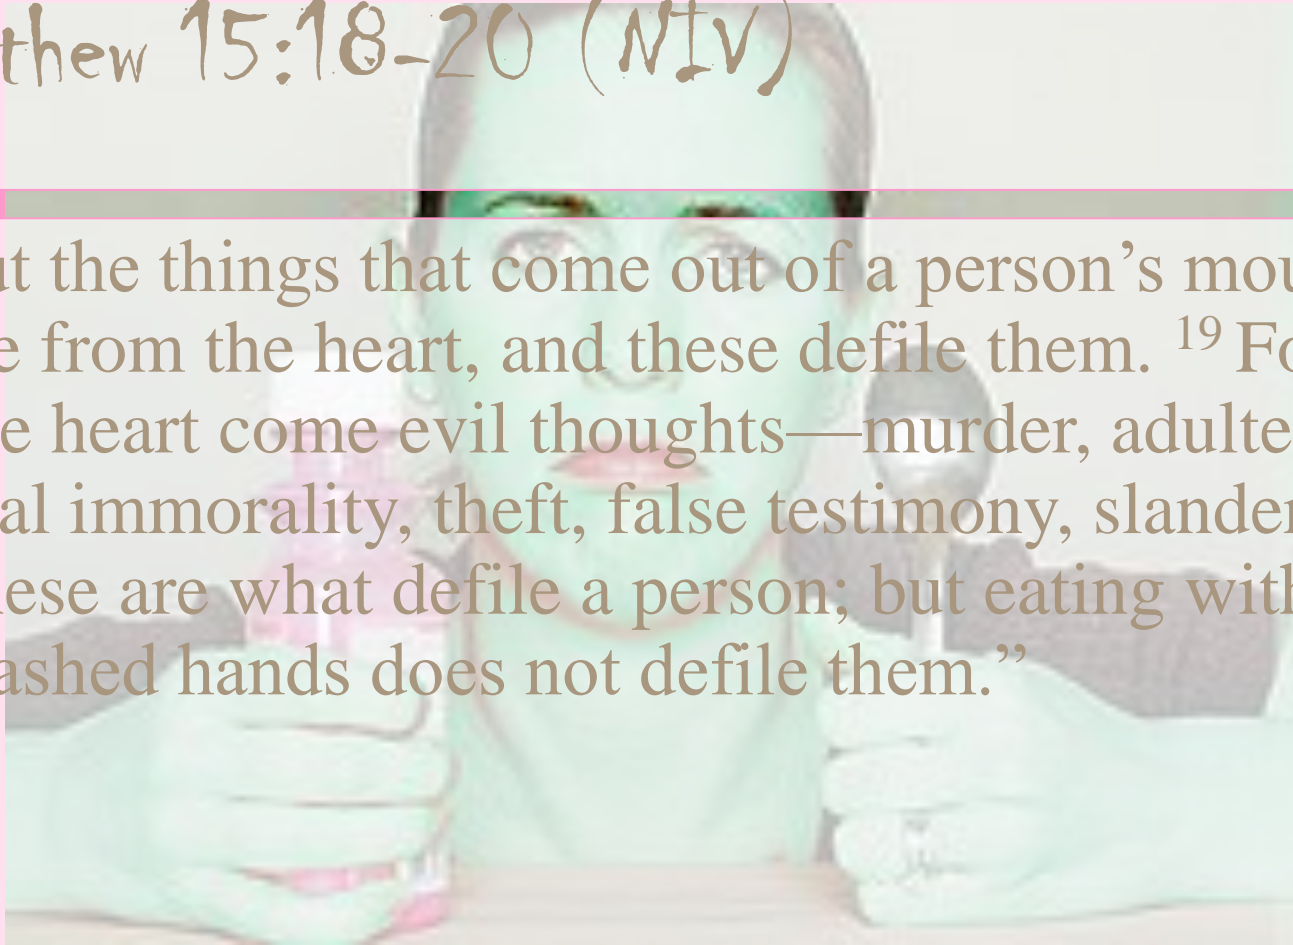 thew 15:18-20 (NIV)
ut the things that come out of a person’s mou
e from the heart, and these defile them. 19 Fo
e heart come evil thoughts—murder, adulte
al immorality, theft, false testimony, slander
ese are what defile a person; but eating with
ashed hands does not defile them.”